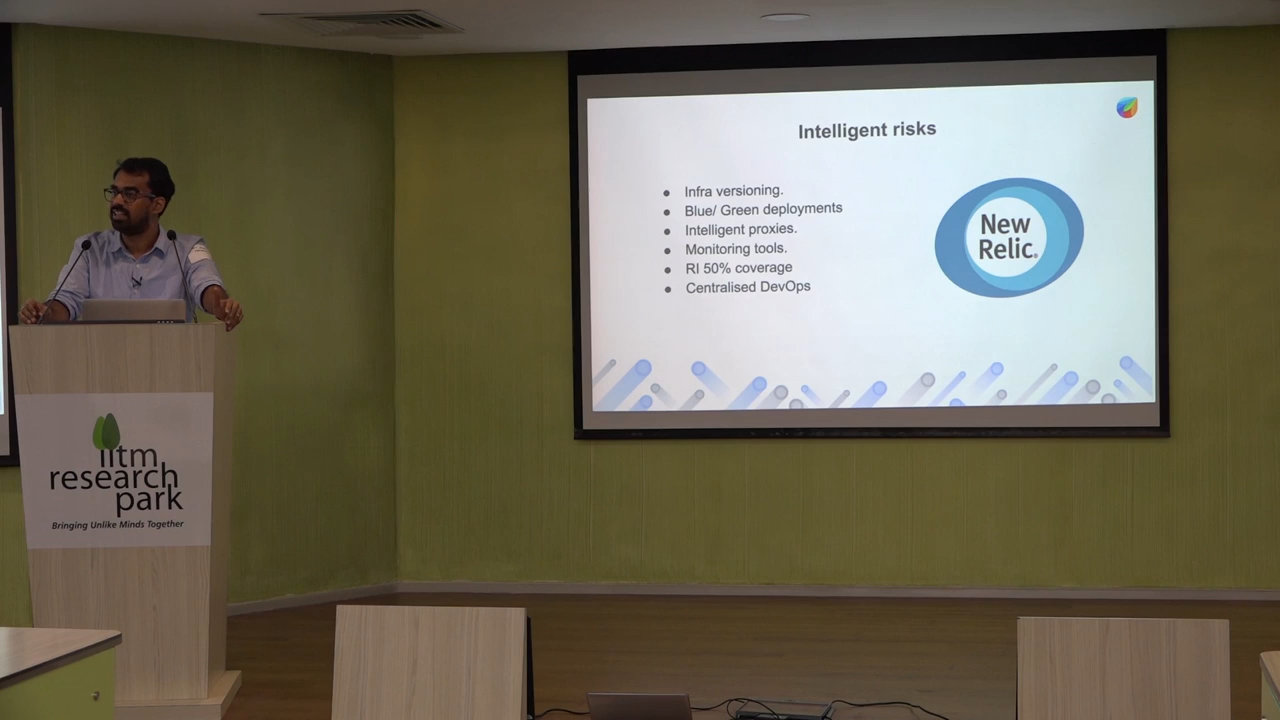 Intelligent risks
Infra versioning.
Blue/ Green deployments
Intelligent proxies.
Monitoring tools.
RI 50% coverage
Centralised DevOps
New
Relic.
iitm
research
park
Bringing Unlike Minds Together